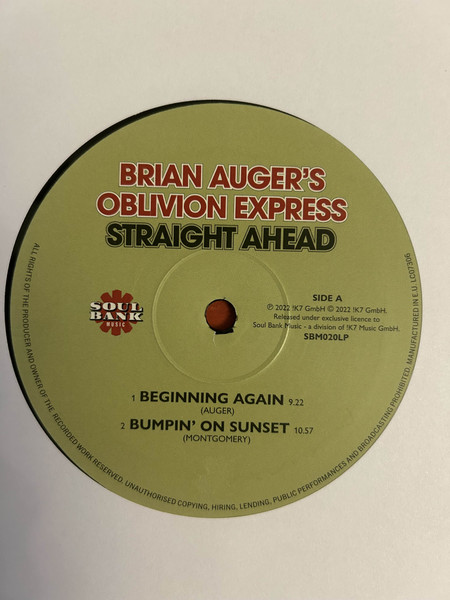 BRIAN AUGER'S
OBLIVION EXPRESS
STRAIGHT AHEAD
SOUL
BANK
MUSIC
SIDE A
℗ 2022 !K7 GmbH © 2022 !K7 GmbH.
Released under exclusive licence to
Soul Bank Music - a division of !K7 Music GmbH.
SBM020LP
1 BEGINNING AGAIN 9.22
(AUGER)
2 BUMPIN' ON SUNSET 10.57
(MONTGOMERY)
ALL RIGHTS OF THE PRODUCER AND OWNER OF THE RECORDED WORK RESERVED. UNAUTHORISED COPYING, HIRING, LENDING, PUBLIC PERFORMANCES AND BROADCASTING PROHIBITED. MANUFACTURED IN E.U. LC07306